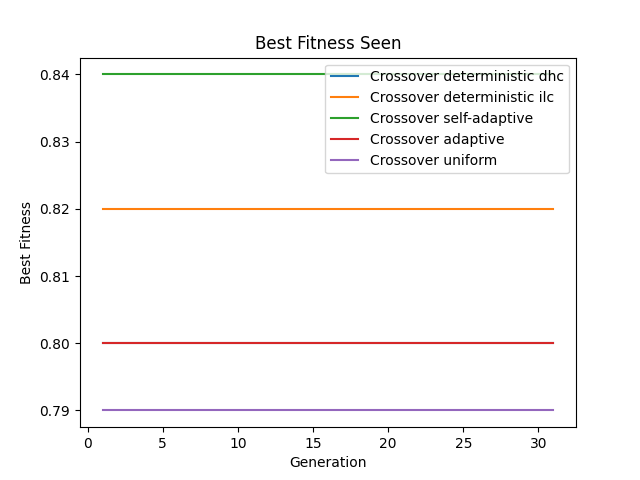 Best Fitness Seen
0.84
0.83
0.82
0.81
0.80
0.79
Best Fitness
Crossover deterministic dhc
Crossover deterministic ilc
Crossover self-adaptive
Crossover adaptive
Crossover uniform
0 5 10 15 20 25 30
Generation